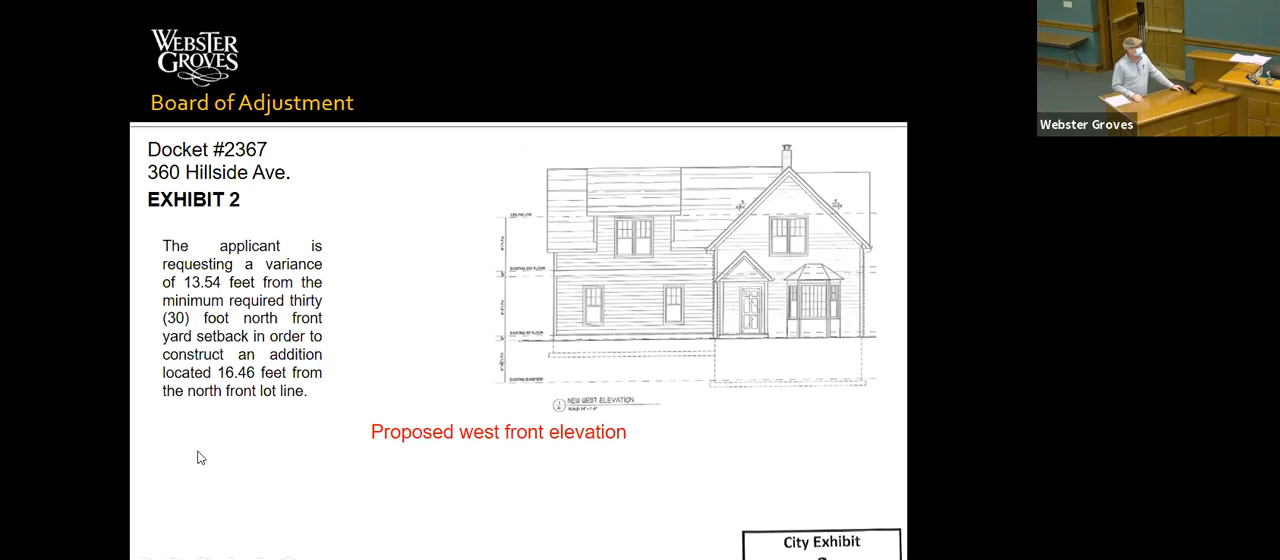 WEBSTER
GROVES
Board of Adjustment
Docket #2367
360 Hillside Ave.
EXHIBIT 2
The applicant is
requesting a variance
of 13.54 feet from the
minimum required thirty
(30) foot north front
yard setback in order to
construct an addition
located 16.46 feet from
the north front lot line.
NEW WEST ELEVATION
Proposed west front elevation
City Exhibit
Webster Groves